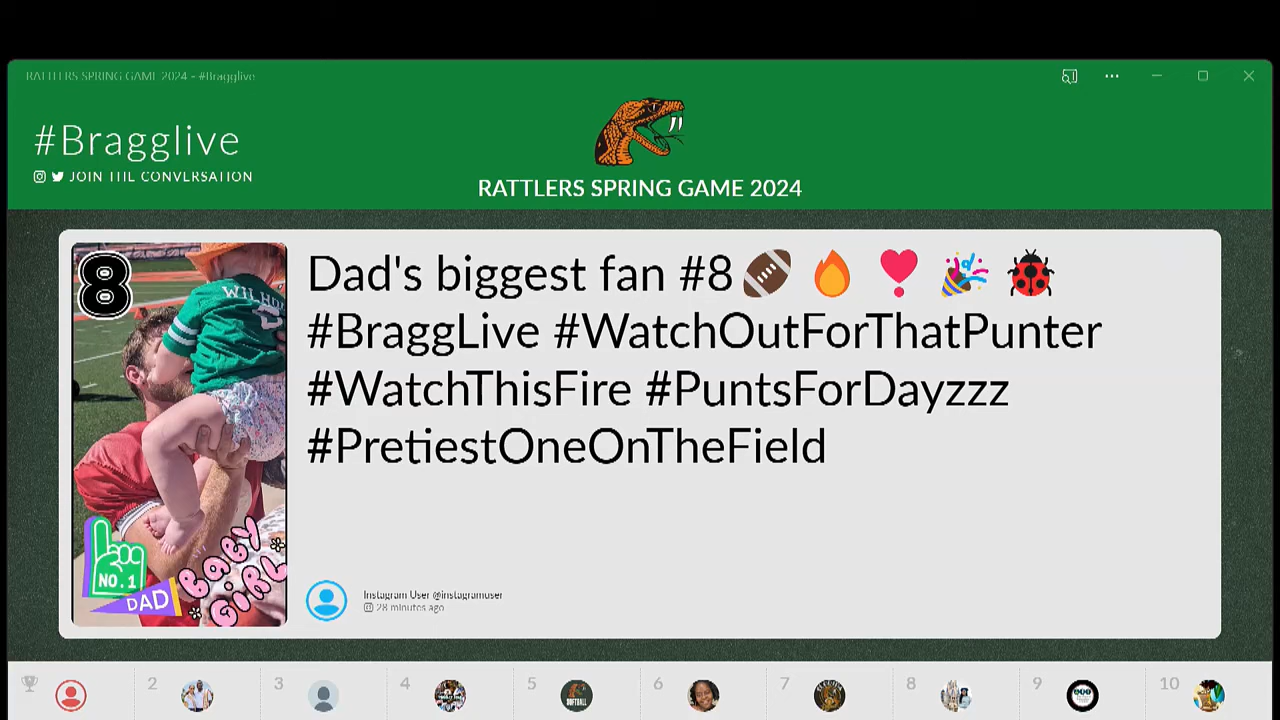 RATTLERS SPRING GAME 2024 - #Bragglive
#Bragglive
JOIN THE CONVERSATION
RATTLERS SPRING GAME 2024
8
WILHO
NO. 1
DAD
BABY
GIRL
Dad's biggest fan #8🏈 🔥 ❣️ 🎉 🐞
#BraggLive #WatchOutForThatPunter
#WatchThisFire #PuntsForDayzzz
#PretiestOneOnTheField
Instagram User @instagramuser
28 minutes ago
2 3 4 5 6 7 8 9 10
SOFTBALL